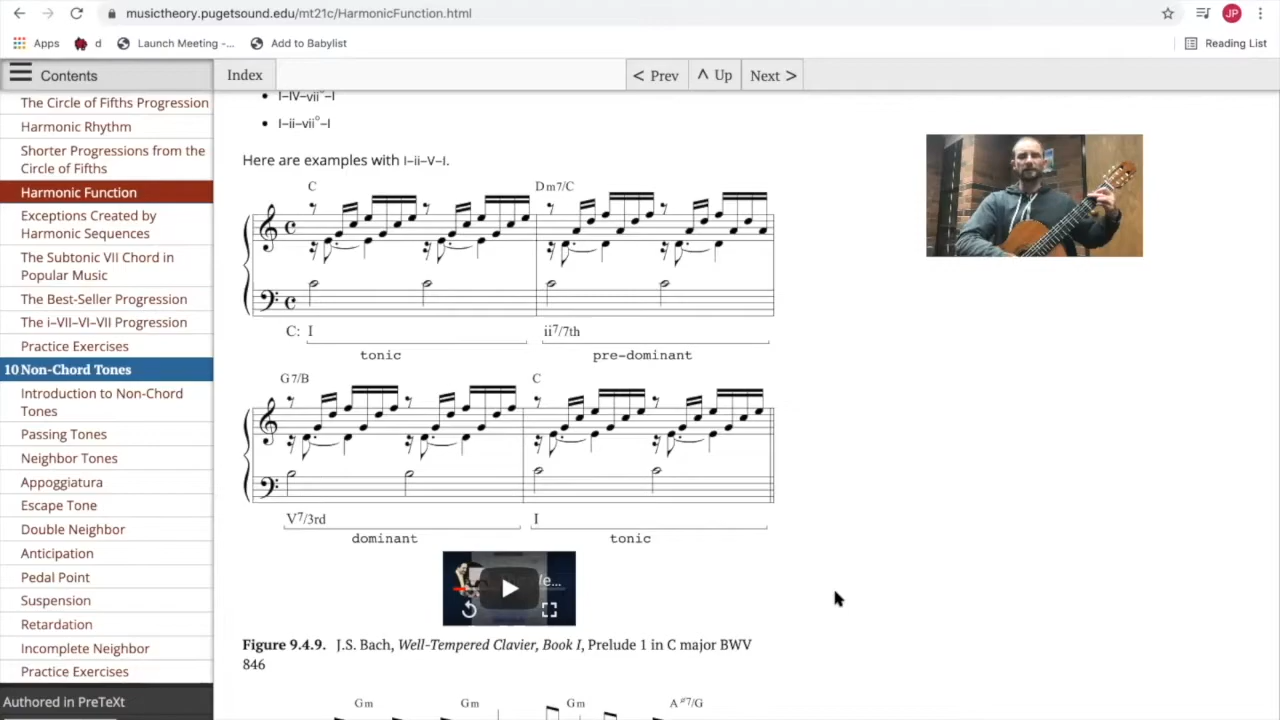 musictheory.pugetsound.edu/mt21c/HarmonicFunction.html
JP
Apps
d
Launch Meeting -...
Add to Babylist
Reading List
Contents
Index
< Prev
^ Up
Next >
The Circle of Fifths Progression
Harmonic Rhythm
Shorter Progressions from the
Circle of Fifths
Harmonic Function
Exceptions Created by
Harmonic Sequences
The Subtonic VII Chord in
Popular Music
The Best-Seller Progression
The i–VII–VI–VII Progression
Practice Exercises
10 Non-Chord Tones
Introduction to Non-Chord
Tones
Passing Tones
Neighbor Tones
Appoggiatura
Escape Tone
Double Neighbor
Anticipation
Pedal Point
Suspension
Retardation
Incomplete Neighbor
Practice Exercises
Authored in PreTeXt
I–IV–vii°–I
I–ii–vii°–I
Here are examples with I–ii–V–I.
C
Dm7/C
C: I
ii⁷/7th
tonic
pre-dominant
G7/B
C
V⁷/3rd
I
dominant
tonic
Figure 9.4.9. J.S. Bach, Well-Tempered Clavier, Book I, Prelude 1 in C major BWV
846
Gm
Gm
Gm
A⌀7/G